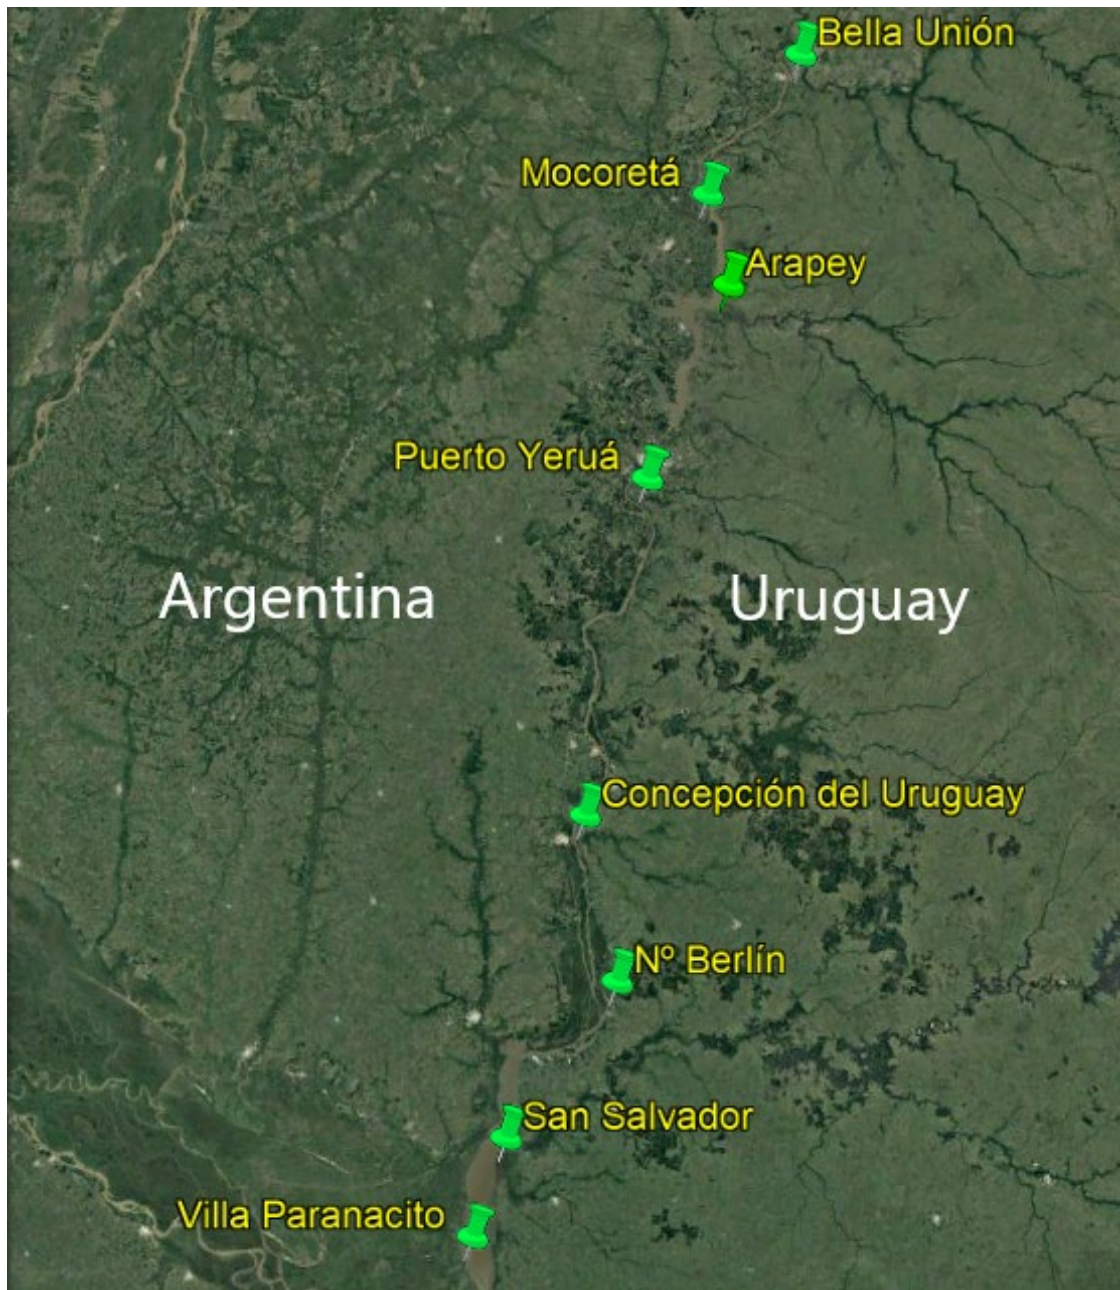 Bella Unión
Mocoretá
Arapey
Puerto Yeruá
Argentina
Uruguay
Concepción del Uruguay
Nº Berlín
San Salvador
Villa Paranacito